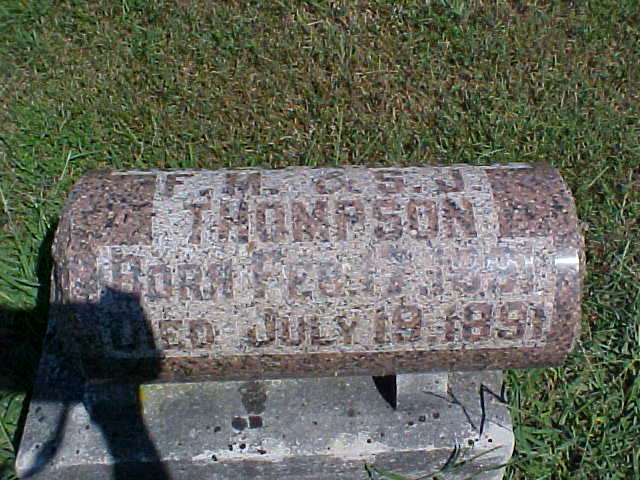 F. M. & S. J.
THOMPSON
BORN FEB
DIED JULY 19 1891